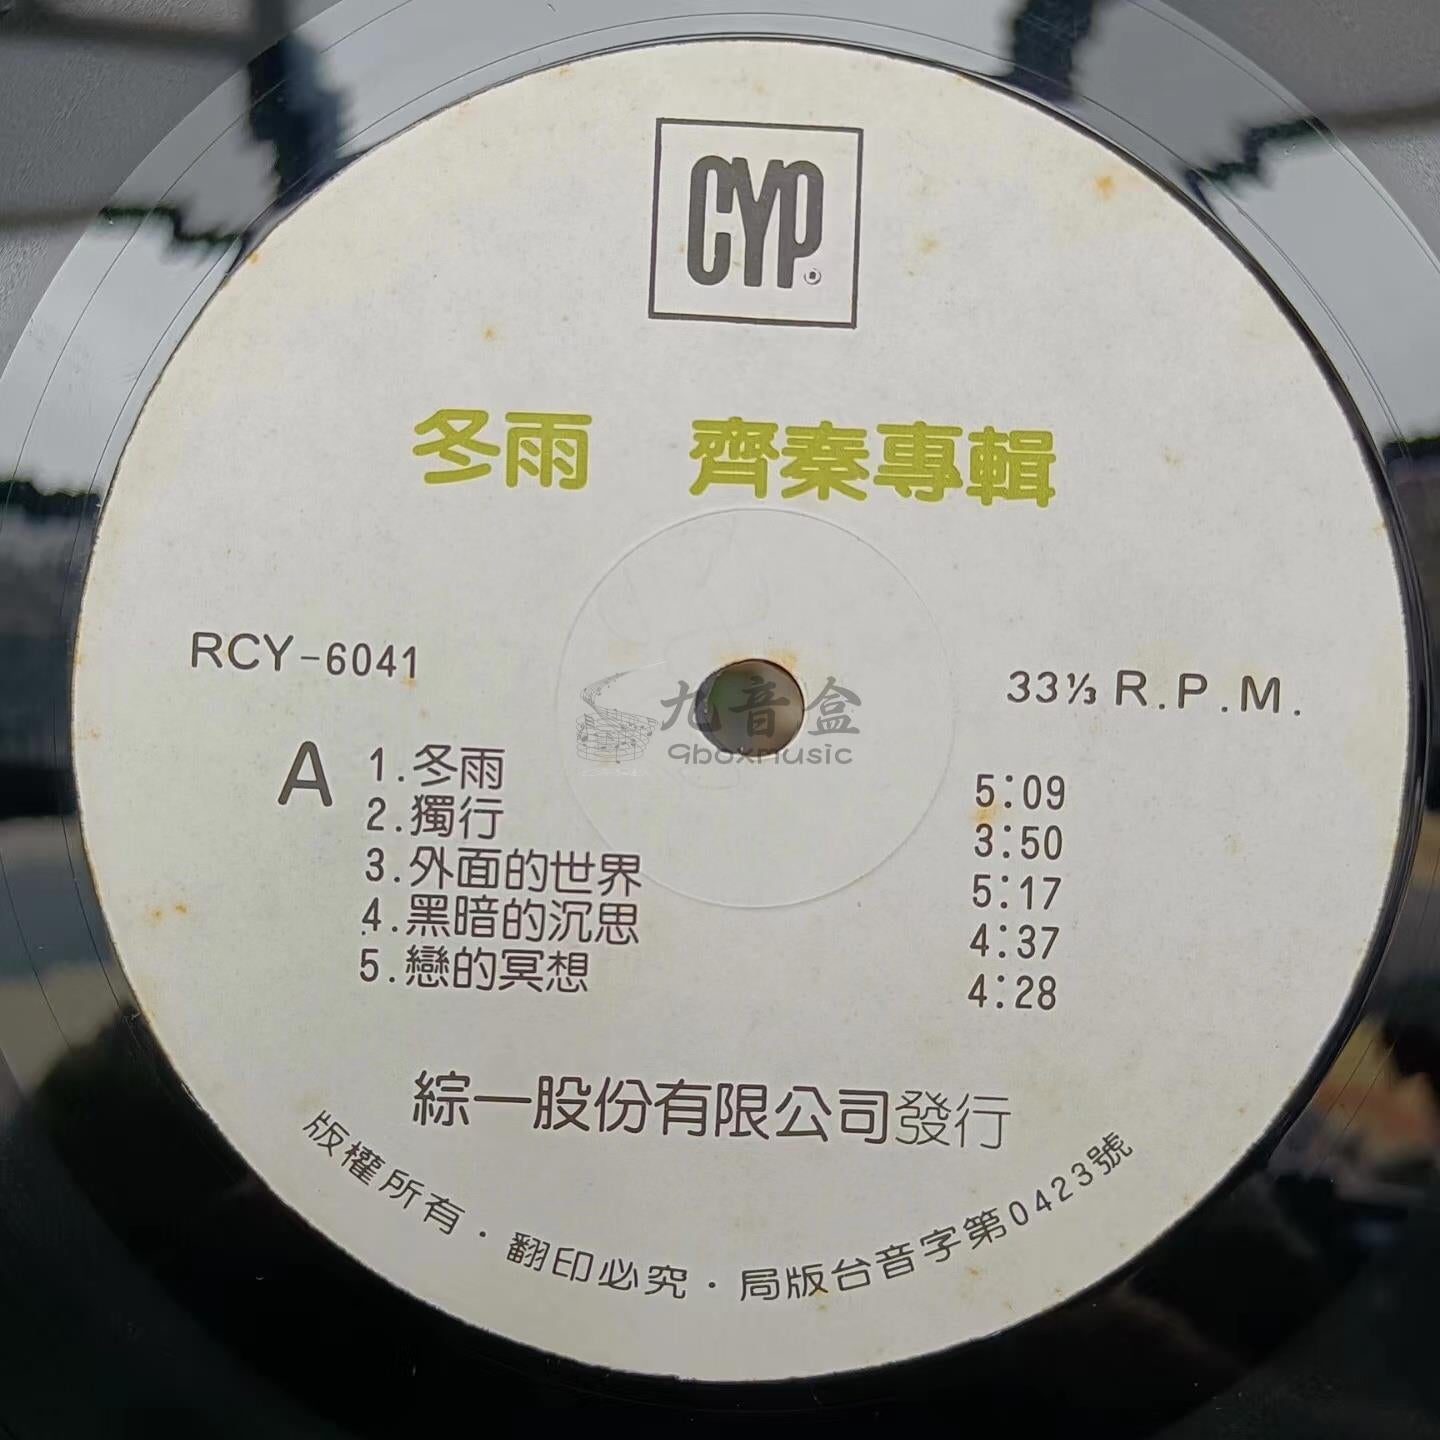 CYP®
冬雨 齊秦專輯
RCY-6041
33⅓ R.P.M.
九音盒
9boxmusic
A
1.冬雨 5:09
2.獨行 3:50
3.外面的世界 5:17
4.黑暗的沉思 4:37
5.戀的冥想 4:28
綜一股份有限公司發行
版權所有·翻印必究·局版台音字第0423號